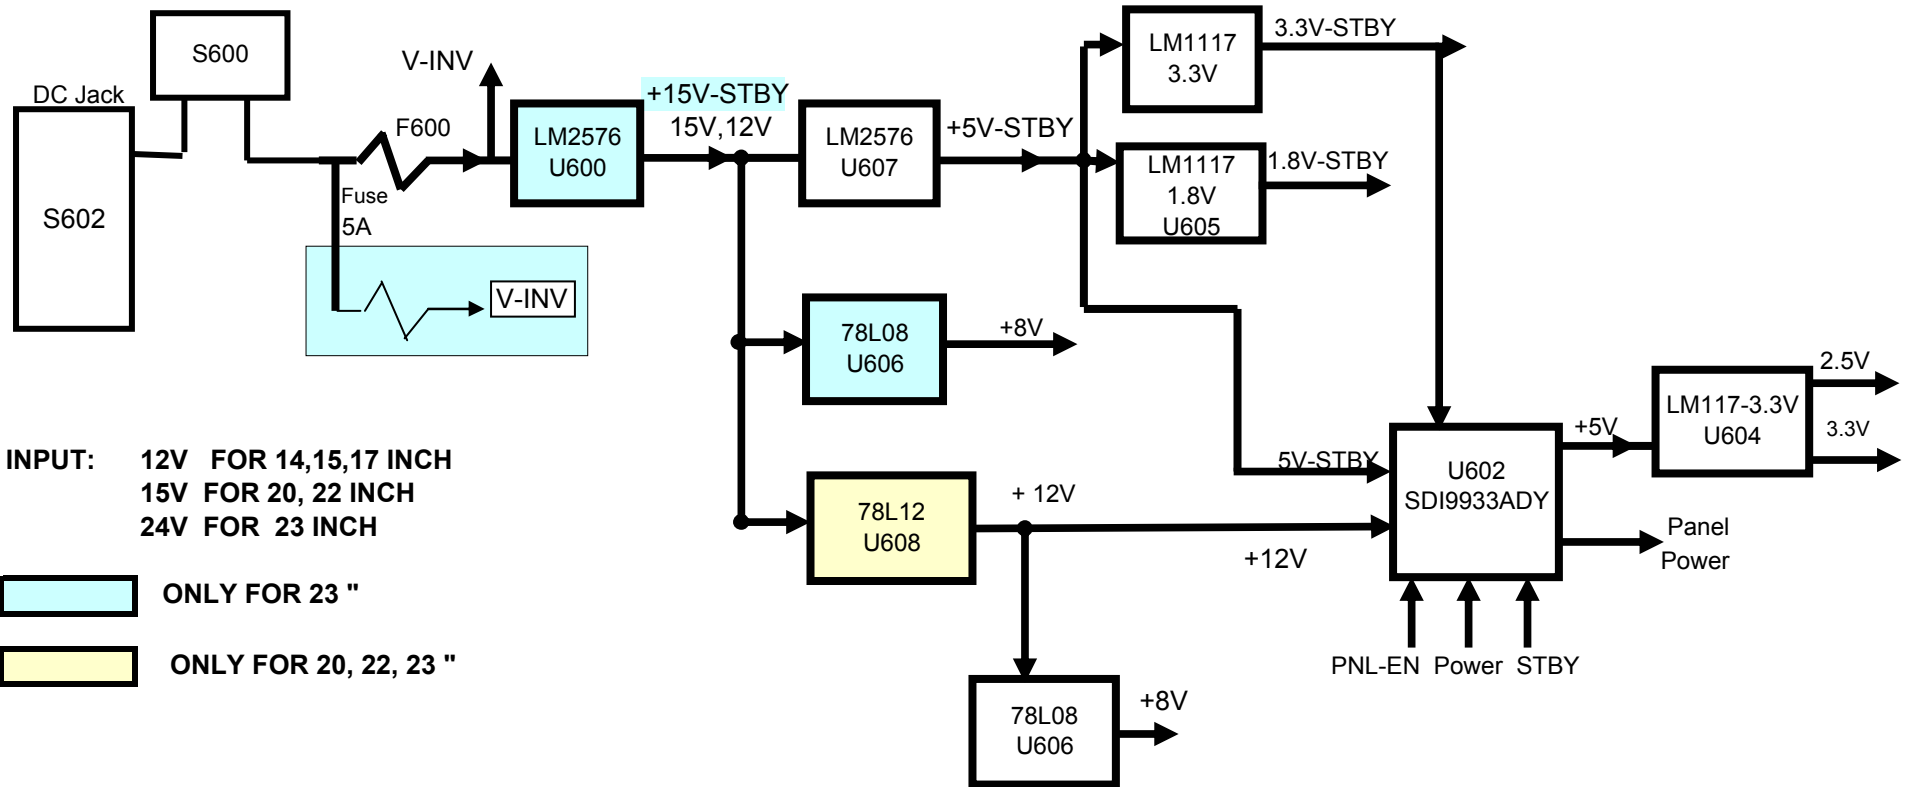 S600
DC Jack
S602
F600
Fuse
5A
V-INV
V-INV
LM2576
U600
+15V-STBY
15V,12V
LM2576
U607
+5V-STBY
LM1117
3.3V
3.3V-STBY
LM1117
1.8V
U605
1.8V-STBY
78L08
U606
+8V
78L12
U608
+ 12V
+12V
78L08
U606
+8V
5V-STBY
U602
SDI9933ADY
PNL-EN Power STBY
+5V
LM117-3.3V
U604
2.5V
3.3V
Panel
Power
INPUT: 12V FOR 14,15,17 INCH
15V FOR 20, 22 INCH
24V FOR 23 INCH
ONLY FOR 23 "
ONLY FOR 20, 22, 23 "